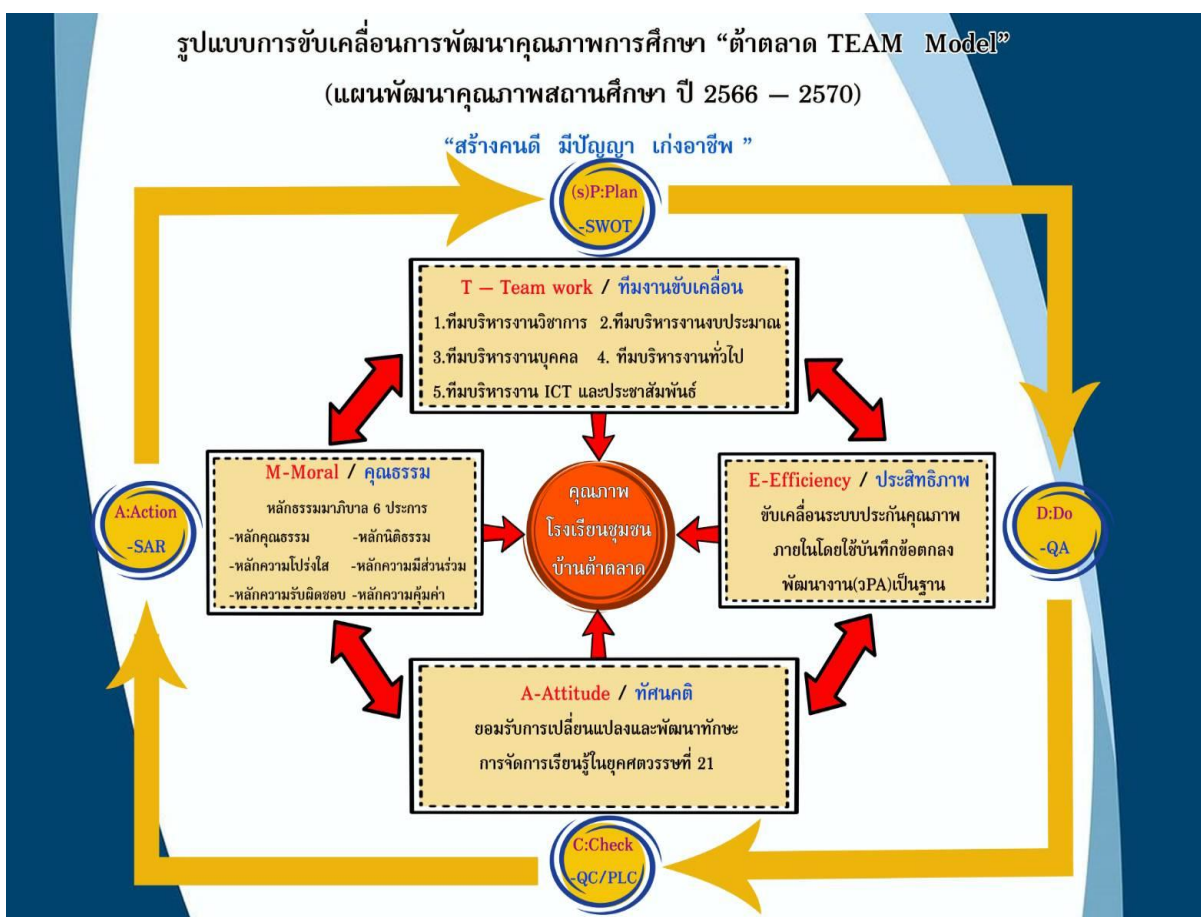 รูปแบบการขับเคลื่อนการพัฒนาคุณภาพการศึกษา “ต้าตลาด TEAM Model”
(แผนพัฒนาคุณภาพสถานศึกษา ปี 2566 – 2570)
“สร้างคนดี มีปัญญา เก่งอาชีพ ”
(s)P:Plan
-SWOT
T – Team work / ทีมงานขับเคลื่อน
1.ทีมบริหารงานวิชาการ 2.ทีมบริหารงานงบประมาณ
3.ทีมบริหารงานบุคคล 4. ทีมบริหารงานทั่วไป
5.ทีมบริหารงาน ICT และประชาสัมพันธ์
M-Moral / คุณธรรม
หลักธรรมมาภิบาล 6 ประการ
-หลักคุณธรรม -หลักนิติธรรม
-หลักความโปร่งใส -หลักความมีส่วนร่วม
-หลักความรับผิดชอบ -หลักความคุ้มค่า
คุณภาพ
โรงเรียนชุมชน
บ้านต้าตลาด
E-Efficiency / ประสิทธิภาพ
ขับเคลื่อนระบบประกันคุณภาพ
ภายในโดยใช้บันทึกข้อตกลง
พัฒนางาน(วPA)เป็นฐาน
A:Action
-SAR
D:Do
-QA
A-Attitude / ทัศนคติ
ยอมรับการเปลี่ยนแปลงและพัฒนาทักษะ
การจัดการเรียนรู้ในยุคศตวรรษที่ 21
C:Check
-QC/PLC